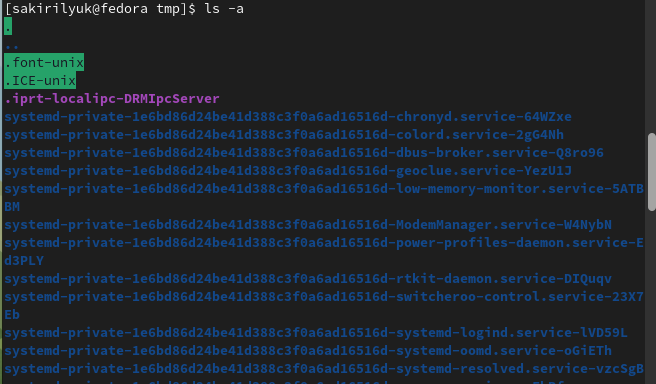 [sakirilyuk@fedora tmp]$ ls -a
.
..
.font-unix
.ICE-unix
.iprt-localipc-DRMIpcServer
systemd-private-1e6bd86d24be41d388c3f0a6ad16516d-chronyd.service-64WZxe
systemd-private-1e6bd86d24be41d388c3f0a6ad16516d-colord.service-2gG4Nh
systemd-private-1e6bd86d24be41d388c3f0a6ad16516d-dbus-broker.service-Q8ro96
systemd-private-1e6bd86d24be41d388c3f0a6ad16516d-geoclue.service-YezU1J
systemd-private-1e6bd86d24be41d388c3f0a6ad16516d-low-memory-monitor.service-5ATB
BM
systemd-private-1e6bd86d24be41d388c3f0a6ad16516d-ModemManager.service-W4NybN
systemd-private-1e6bd86d24be41d388c3f0a6ad16516d-power-profiles-daemon.service-E
d3PLY
systemd-private-1e6bd86d24be41d388c3f0a6ad16516d-rtkit-daemon.service-DIQuqv
systemd-private-1e6bd86d24be41d388c3f0a6ad16516d-switcheroo-control.service-23X7
Eb
systemd-private-1e6bd86d24be41d388c3f0a6ad16516d-systemd-logind.service-lVD59L
systemd-private-1e6bd86d24be41d388c3f0a6ad16516d-systemd-oomd.service-oGiETh
systemd-private-1e6bd86d24be41d388c3f0a6ad16516d-systemd-resolved.service-vzcSgB